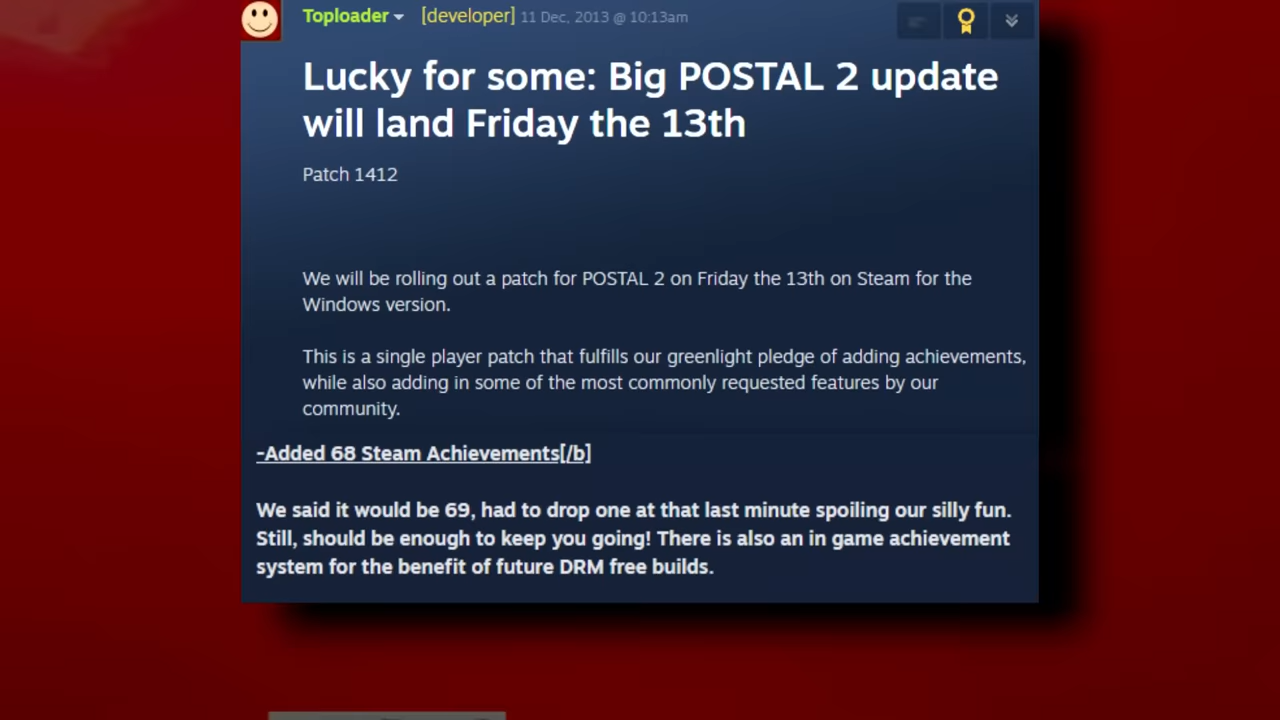 Toploader [developer] 11 Dec, 2013 @ 10:13am
Lucky for some: Big POSTAL 2 update
will land Friday the 13th
Patch 1412
We will be rolling out a patch for POSTAL 2 on Friday the 13th on Steam for the
Windows version.
This is a single player patch that fulfills our greenlight pledge of adding achievements,
while also adding in some of the most commonly requested features by our
community.
-Added 68 Steam Achievements[/b]
We said it would be 69, had to drop one at that last minute spoiling our silly fun.
Still, should be enough to keep you going! There is also an in game achievement
system for the benefit of future DRM free builds.